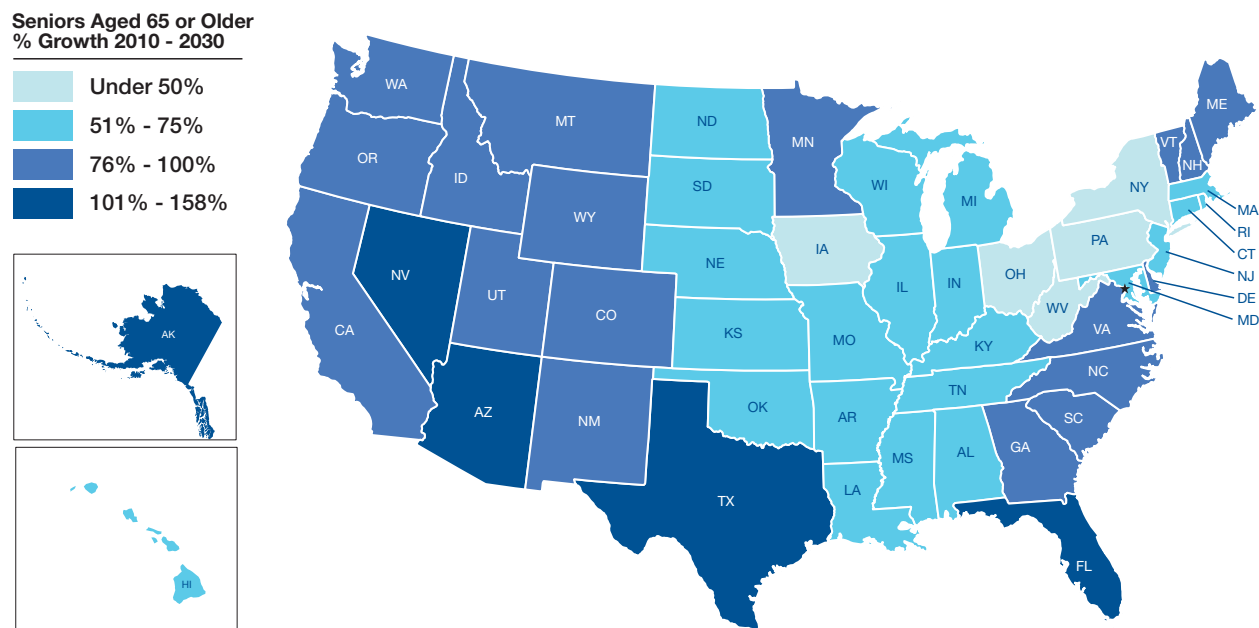 Seniors Aged 65 or Older
% Growth 2010 - 2030
Under 50%
51% - 75%
76% - 100%
101% - 158%
WA
OR
ID
MT
WY
CA
NV
UT
CO
AZ
NM
ND
SD
NE
KS
OK
TX
MN
IA
MO
AR
LA
WI
IL
MI
IN
OH
KY
TN
MS
AL
GA
FL
SC
NC
VA
WV
PA
NY
VT
NH
ME
MA
RI
CT
NJ
DE
MD
AK
HI